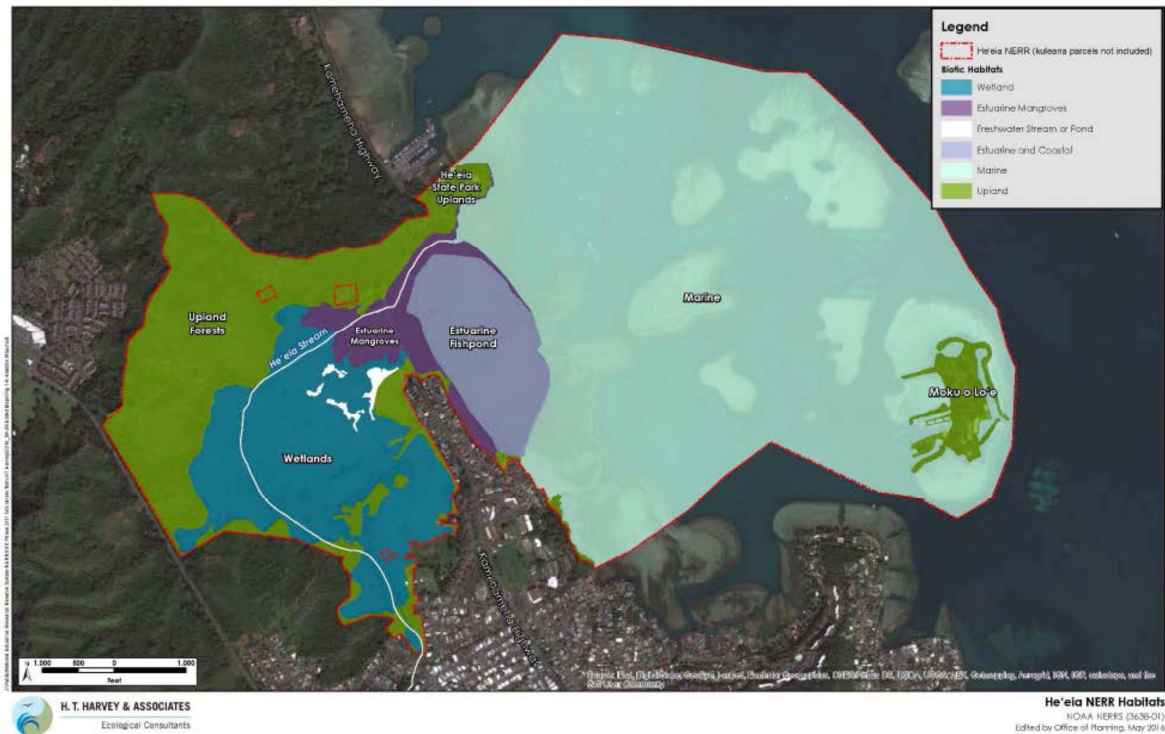 Legend
He'eia NERR (kuleana parcels not included)
Biotic Habitats
Wetland
Estuarine Mangroves
Freshwater Stream or Pond
Estuarine and Coastal
Marine
Upland
Kamehameha Highway
He'eia
State Park
Uplands
Marine
Upland
Forests
He'eia Stream
Estuarine
Mangroves
Estuarine
Fishpond
Moku o Lo'e
Wetlands
Kamehameha Highway
N
1,000 500 0 1,000
Feet
User Community
H. T. HARVEY & ASSOCIATES
Ecological Consultants
He'eia NERR Habitats
NOAA NERRS (3638-01)
Edited by Office of Planning, May 2016